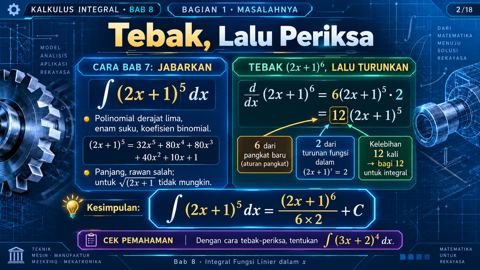 KALKULUS INTEGRAL • BAB 8
BAGIAN 1 • MASALAHNYA
2/18
Tebak, Lalu Periksa
MODEL
ANALISIS
APLIKASI
REKAYASA
DARI
MATEMATIKA
MENUJU
SOLUSI
REKAYASA
CARA BAB 7: JABARKAN
∫ (2x + 1)⁵ dx
Polinomial derajat lima,
enam suku, koefisien binomial.
(2x + 1)⁵ = 32x⁵ + 80x⁴ + 80x³
+ 40x² + 10x + 1
Panjang, rawan salah;
untuk √(2x + 1 tidak mungkin.
TEBAK (2x + 1)⁶, LALU TURUNKAN
d/dx (2x + 1)⁶ = 6(2x + 1)⁵ · 2
= 12(2x + 1)⁵
6 dari
pangkat baru
(aturan pangkat)
2 dari
turunan fungsi
dalam
(2x + 1)′ = 2
Kelebihan
12 kali
→ bagi 12
untuk integral
Kesimpulan:
∫ (2x + 1)⁵ dx = (2x + 1)⁶ / 6 × 2 + C
CEK PEMAHAMAN
Dengan cara tebak-periksa, tentukan ∫ (3x + 2)⁴ dx.
TEKNIK
MESIN • MANUFAKTUR
MEKATRONIKA
Bab 8 • Integral Fungsi Linier dalam x
MATEMATIKA
UNTUK
REKAYASA